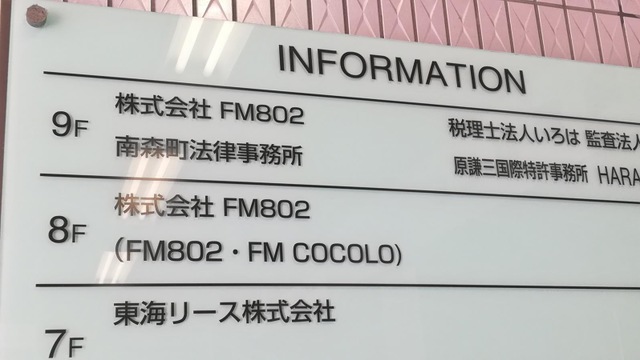 INFORMATION
9F
株式会社 FM802
南森町法律事務所
税理士法人いろは 監査法人
原謙三国際特許事務所 HARA
8F
株式会社 FM802
(FM802・FM COCOLO)
7F
東海リース株式会社